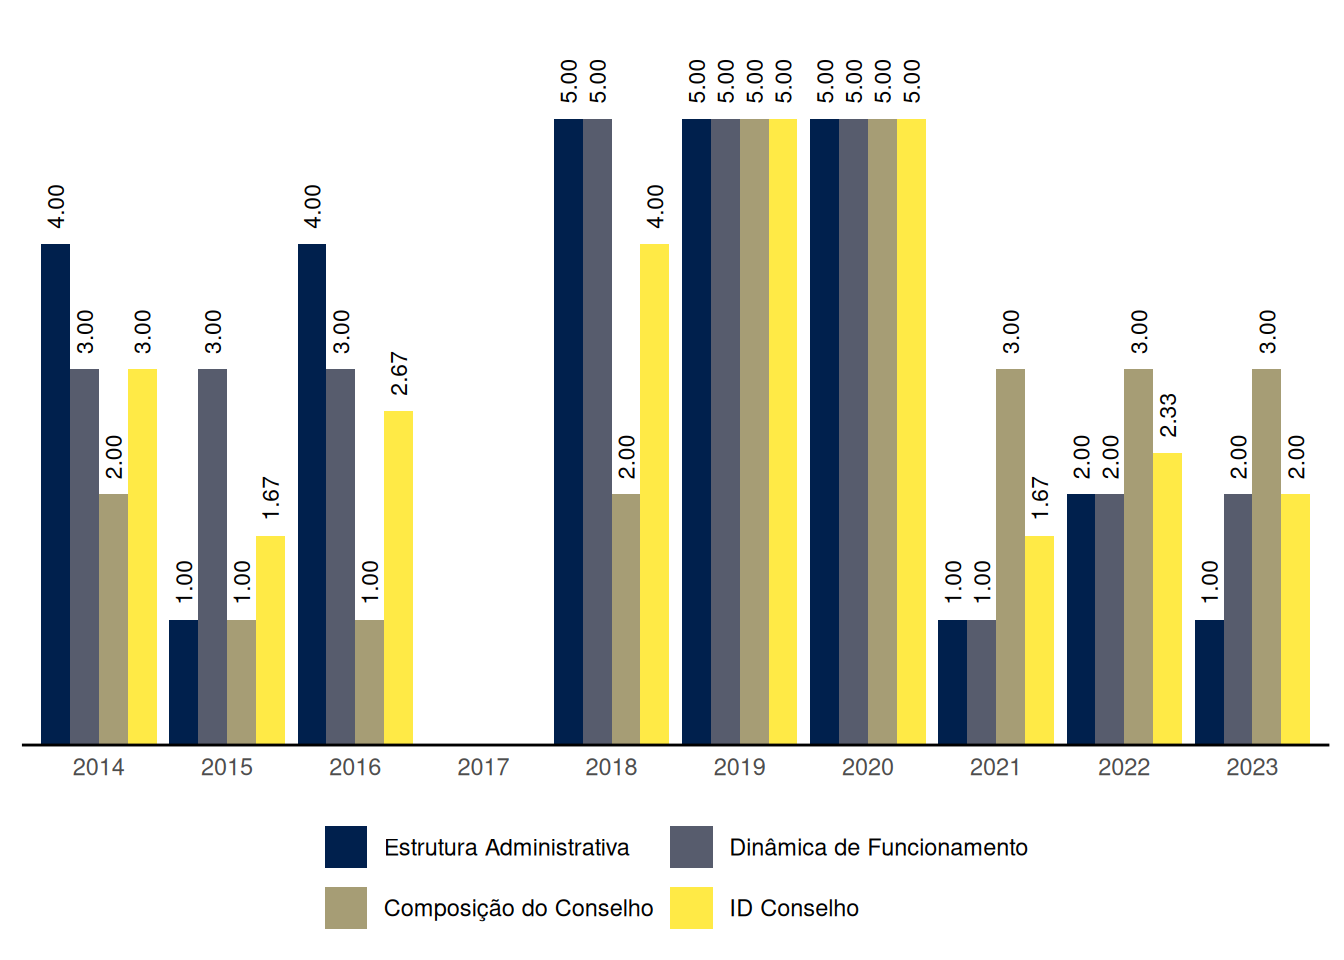 5.00 5.00 5.00 5.00 5.00 5.00 5.00 5.00 5.00 5.00
4.00 4.00 4.00
3.00 3.00 3.00 3.00 3.00 3.00 3.00
2.67
2.33
2.00 2.00 2.00 2.00 2.00 2.00
1.67 1.67
1.00 1.00 1.00 1.00 1.00 1.00
2014 2015 2016 2017 2018 2019 2020 2021 2022 2023
Estrutura Administrativa Dinâmica de Funcionamento
Composição do Conselho ID Conselho